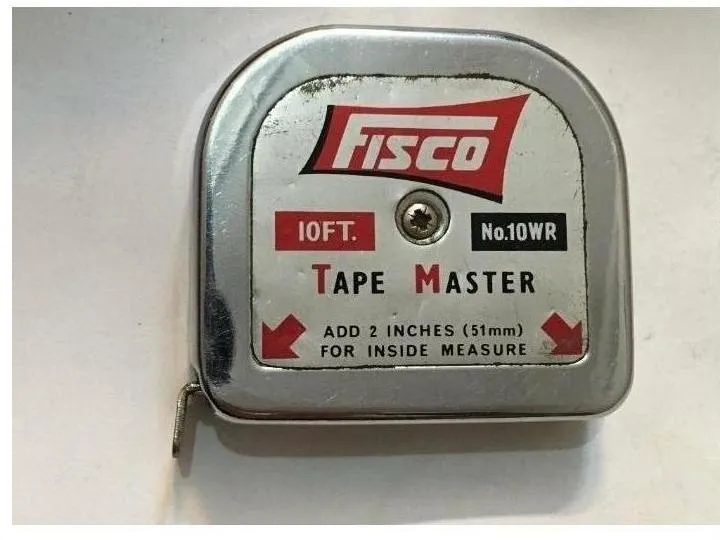 FISCO
10FT. No.10WR
TAPE MASTER
ADD 2 INCHES (51mm)
FOR INSIDE MEASURE